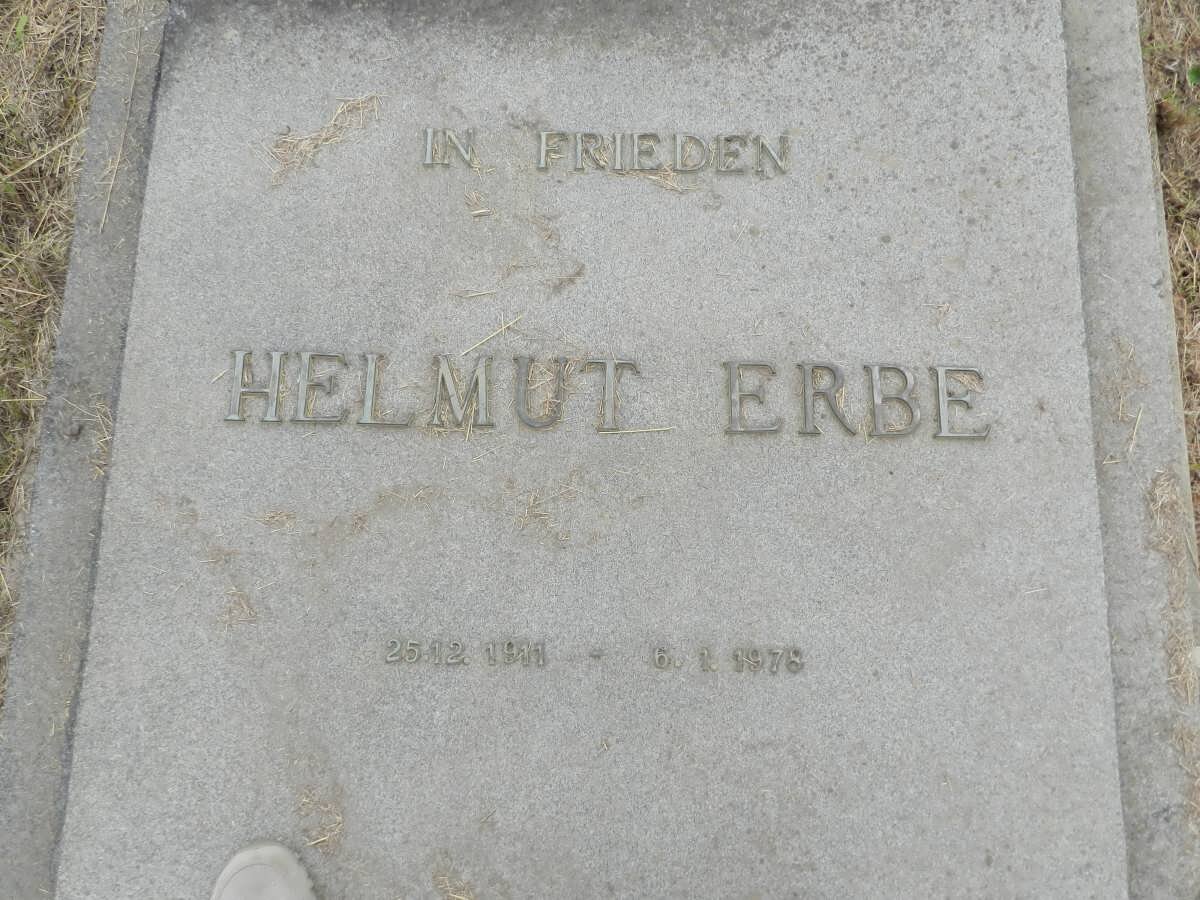 IN FRIEDEN
HELMUT ERBE
25.12. 1911 - 6. 1. 1978